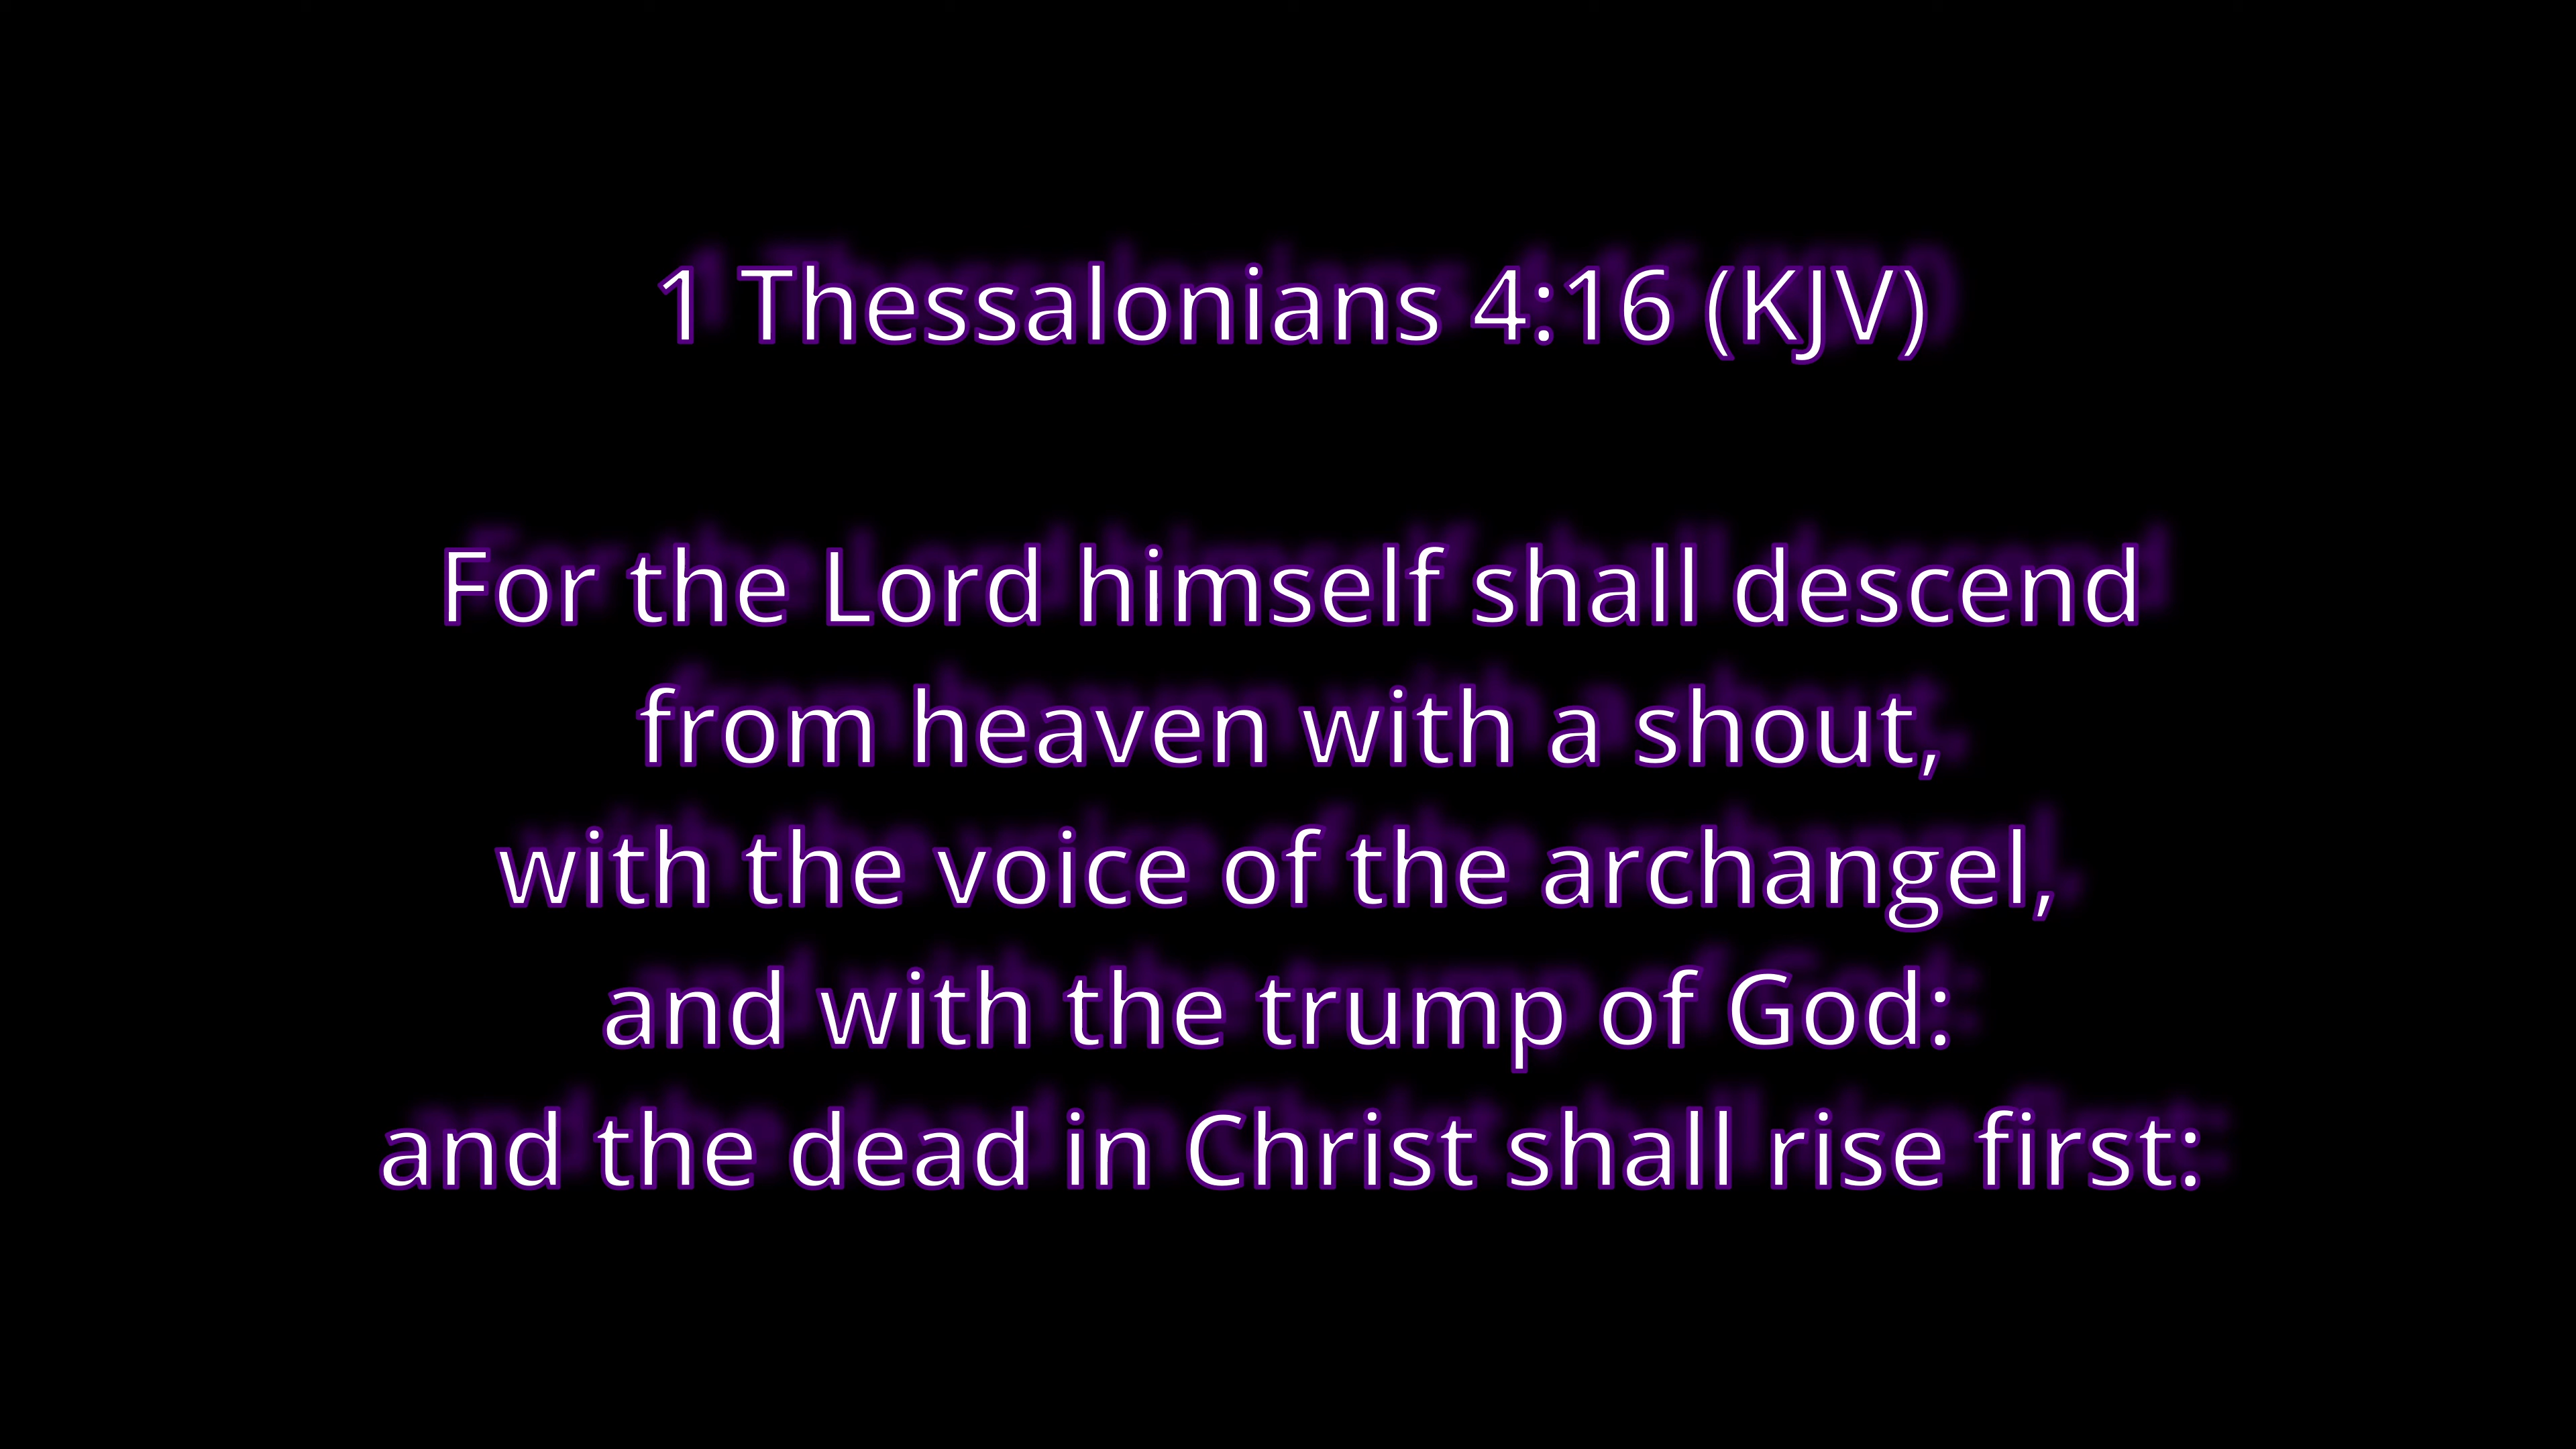 1 Thessalonians 4:16 (KJV)
For the Lord himself shall descend
from heaven with a shout,
with the voice of the archangel,
and with the trump of God:
and the dead in Christ shall rise first: